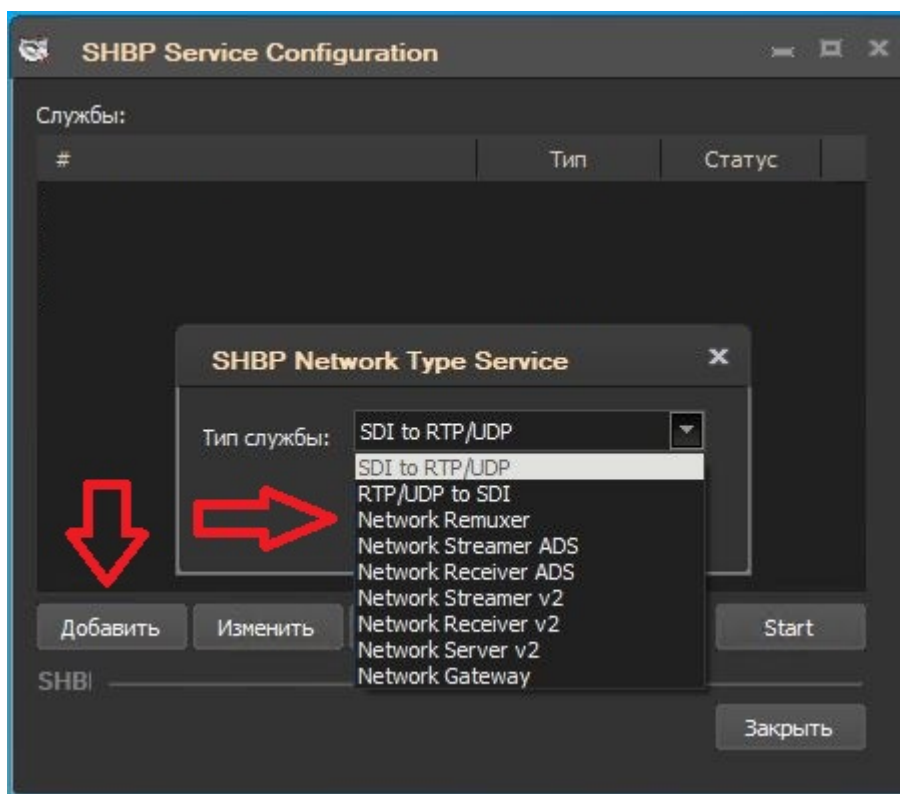 SHBP Service Configuration
Службы:
# Тип Статус
SHBP Network Type Service
Тип службы: SDI to RTP/UDP
SDI to RTP/UDP
RTP/UDP to SDI
Network Remuxer
Network Streamer ADS
Network Receiver ADS
Network Streamer v2
Network Receiver v2
Network Server v2
Network Gateway
Добавить Изменить Start
SHBP
Закрыть